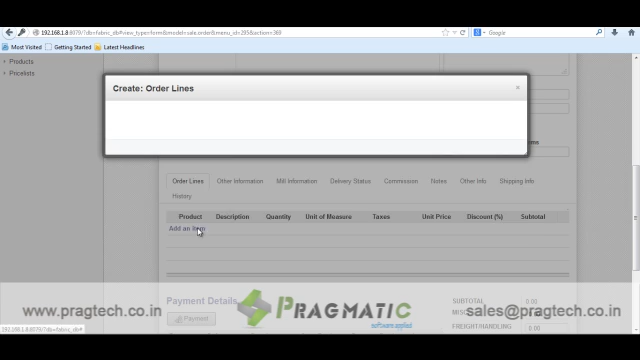 192.168.1.8:8079/?db=fabric_db#view_type=form&model=sale.order&menu_id=295&action=369
Google
Most Visited
Getting Started
Latest Headlines
Products
Pricelists
Create: Order Lines
×
Order Lines
Other Information
Mill Information
Delivery Status
Commission
Notes
Other Info
Shipping Info
History
Product
Description
Quantity
Unit of Measure
Taxes
Unit Price
Discount (%)
Subtotal
Add an item
Payment Details
Payment
SUBTOTAL
0.00
FREIGHT/HANDLING
0.00
www.pragtech.co.in
PRAGMATIC
software.applied
sales@pragtech.co.in
192.168.1.8:8079/?db=fabric_db#